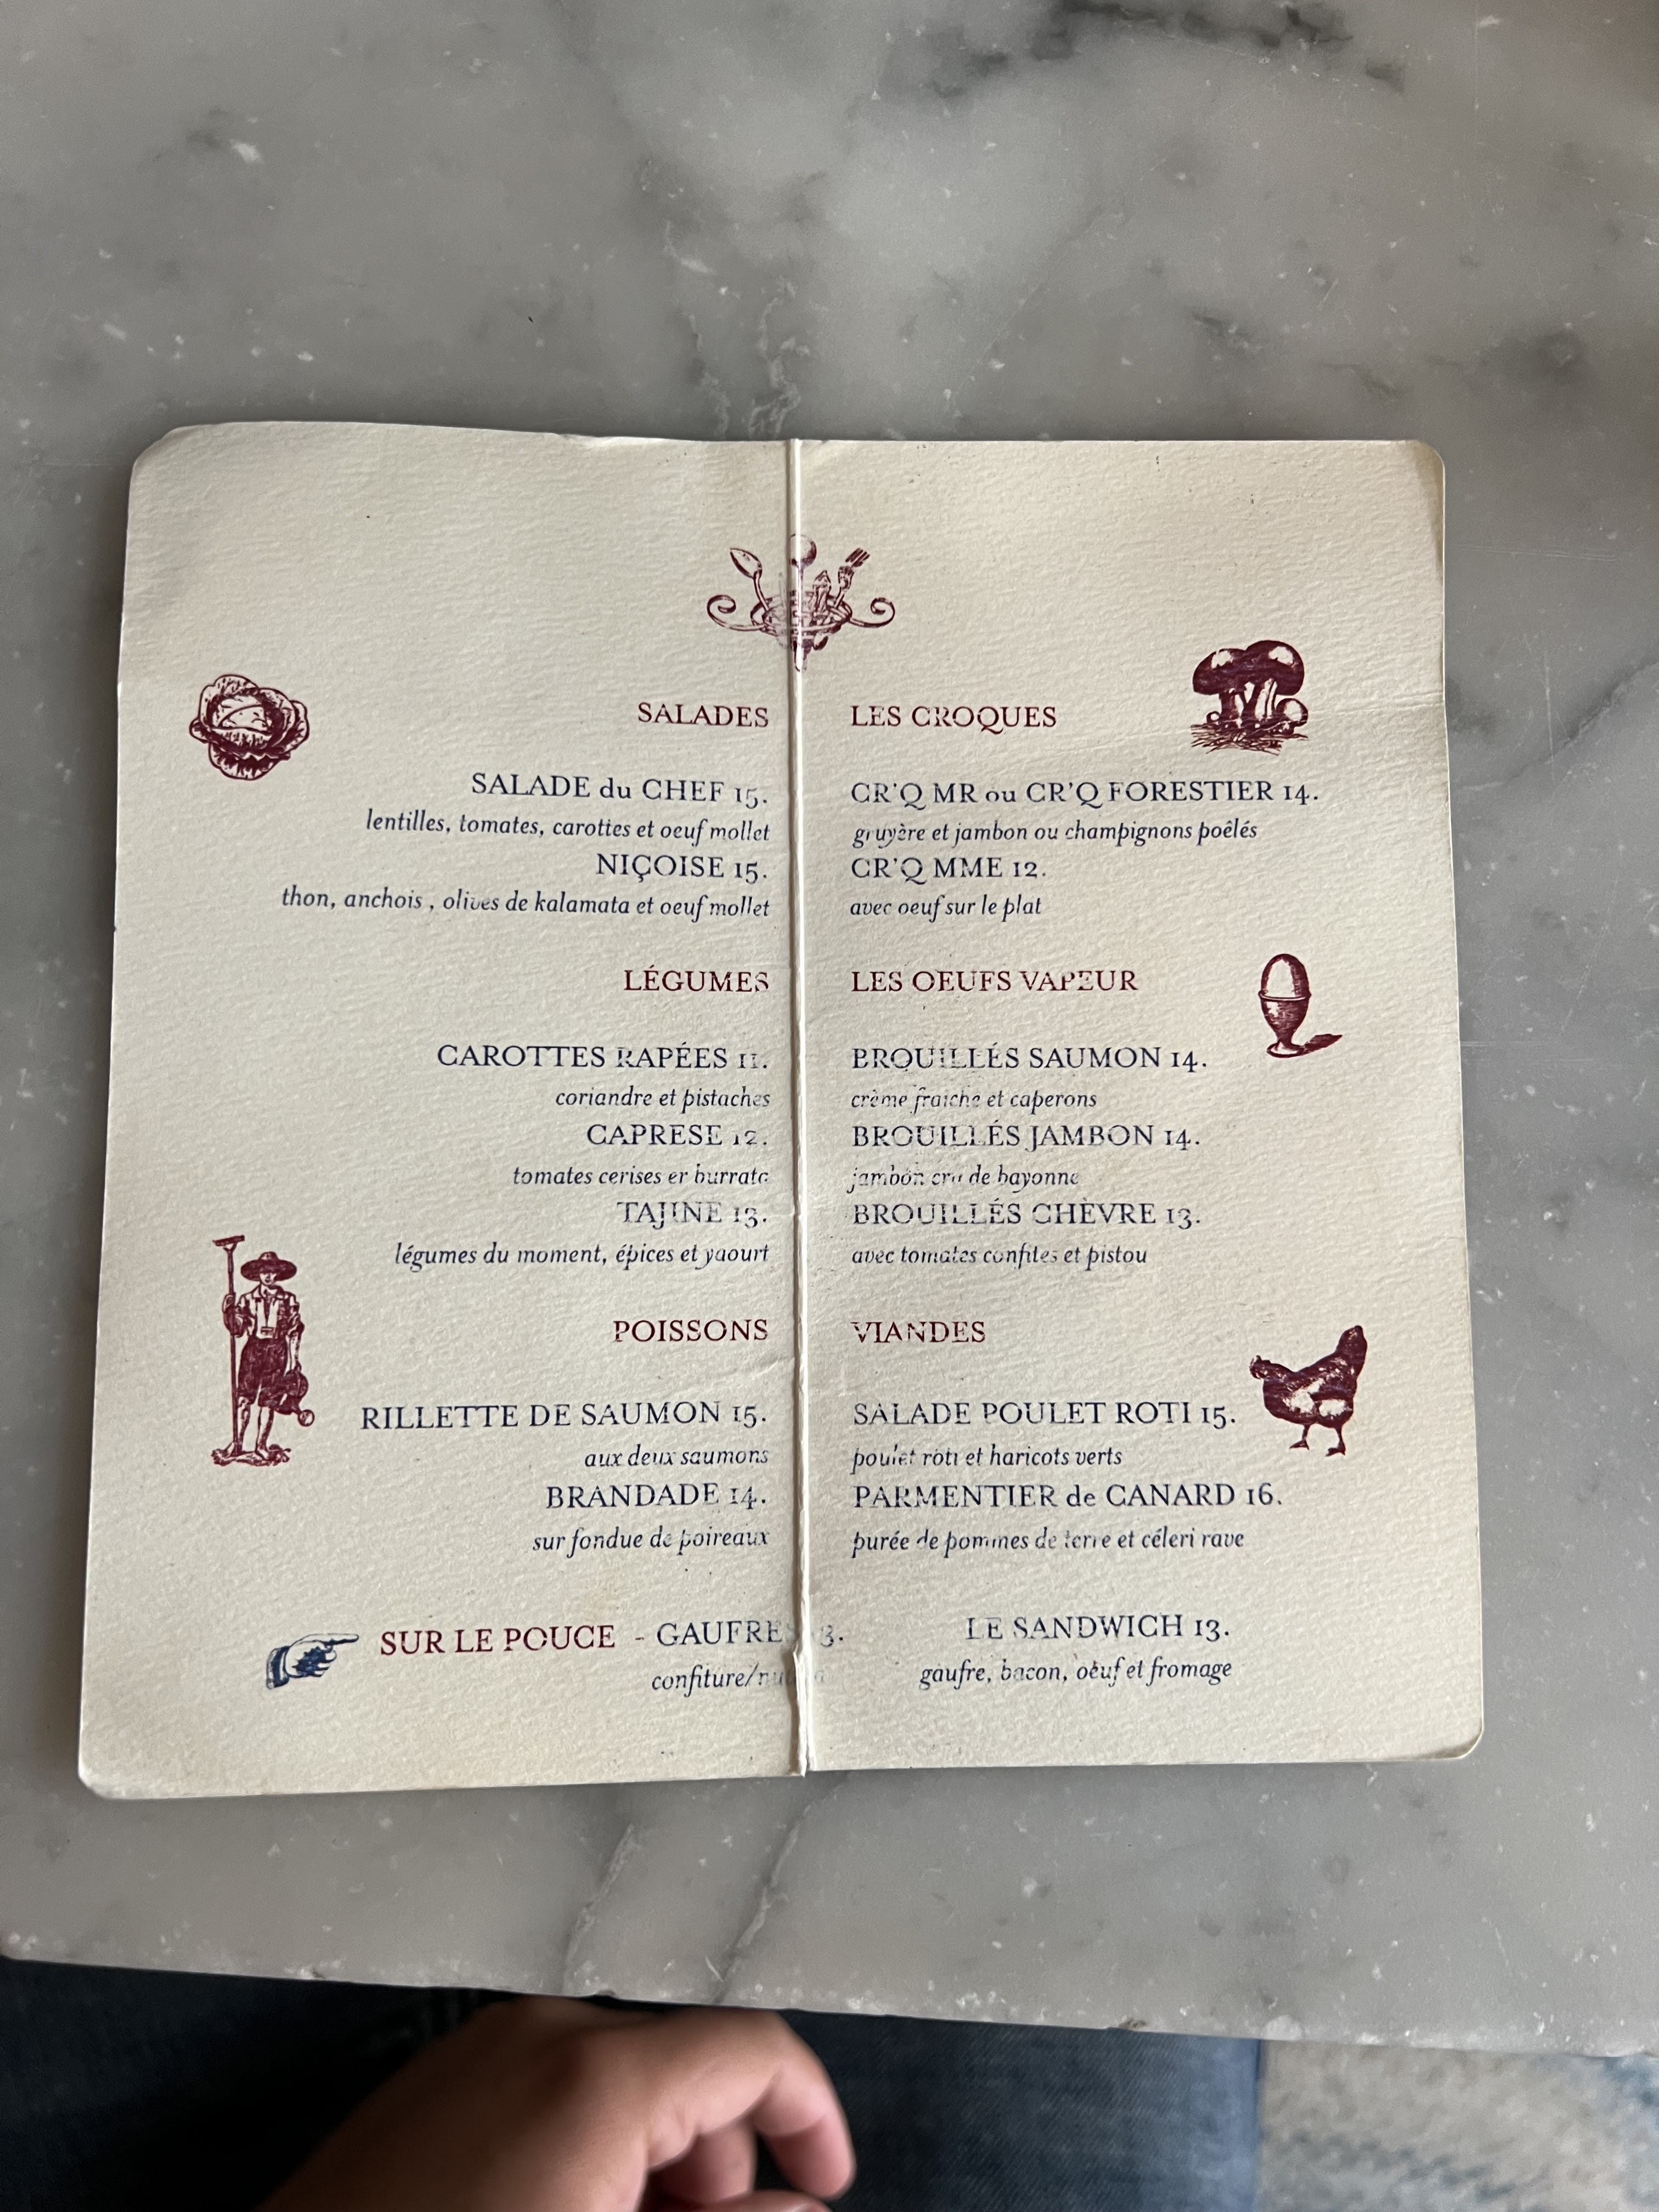 SALADES
SALADE du CHEF 15.
lentilles, tomates, carottes et oeuf mollet
NIÇOISE 15.
thon, anchois , olives de kalamata et oeuf mollet
LÉGUMES
CAROTTES RAPÉES 11.
coriandre et pistaches
CAPRESE 12.
tomates cerises er burrata
TAJINE 13.
légumes du moment, épices et yaourt
POISSONS
RILLETTE DE SAUMON 15.
aux deux saumons
BRANDADE 14.
sur fondue de poireaux
LES CROQUES
CR'Q MR ou CR'Q FORESTIER 14.
gruyère et jambon ou champignons poêlés
CR'Q MME 12.
avec oeuf sur le plat
LES OEUFS VAPEUR
BROUILLÉS SAUMON 14.
crème fraiche et caperons
BROUILLÉS JAMBON 14.
jambon cru de bayonne
BROUILLÉS CHÈVRE 13.
avec tomates confites et pistou
VIANDES
SALADE POULET ROTI 15.
poulet roti et haricots verts
PARMENTIER de CANARD 16.
purée de pommes de terre et céleri rave
SUR LE POUCE - GAUFRES
confiture/
LE SANDWICH 13.
gaufre, bacon, oeuf et fromage